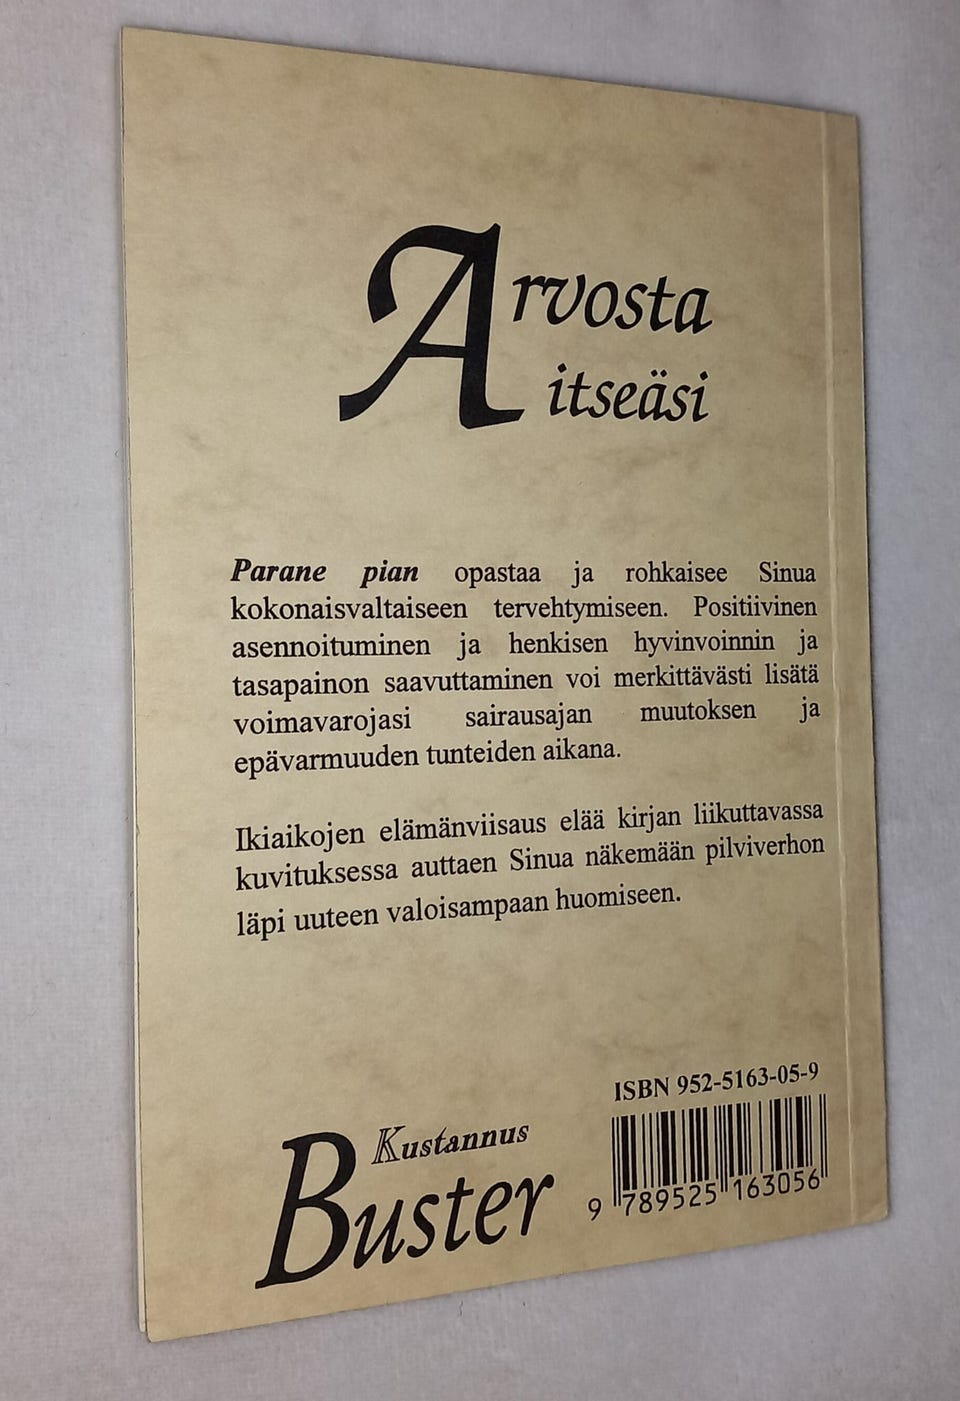 Arvosta
itseäsi
Parane pian opastaa ja rohkaisee Sinua
kokonaisvaltaiseen tervehtymiseen. Positiivinen
asennoituminen ja henkisen hyvinvoinnin ja
tasapainon saavuttaminen voi merkittävästi lisätä
voimavarojasi sairausajan muutoksen ja
epävarmuuden tunteiden aikana.
Ikiaikojen elämänviisaus elää kirjan liikuttavassa
kuvituksessa auttaen Sinua näkemään pilviverhon
läpi uuteen valoisampaan huomiseen.
Kustannus
Buster
ISBN 952-5163-05-9
9 789525 163056